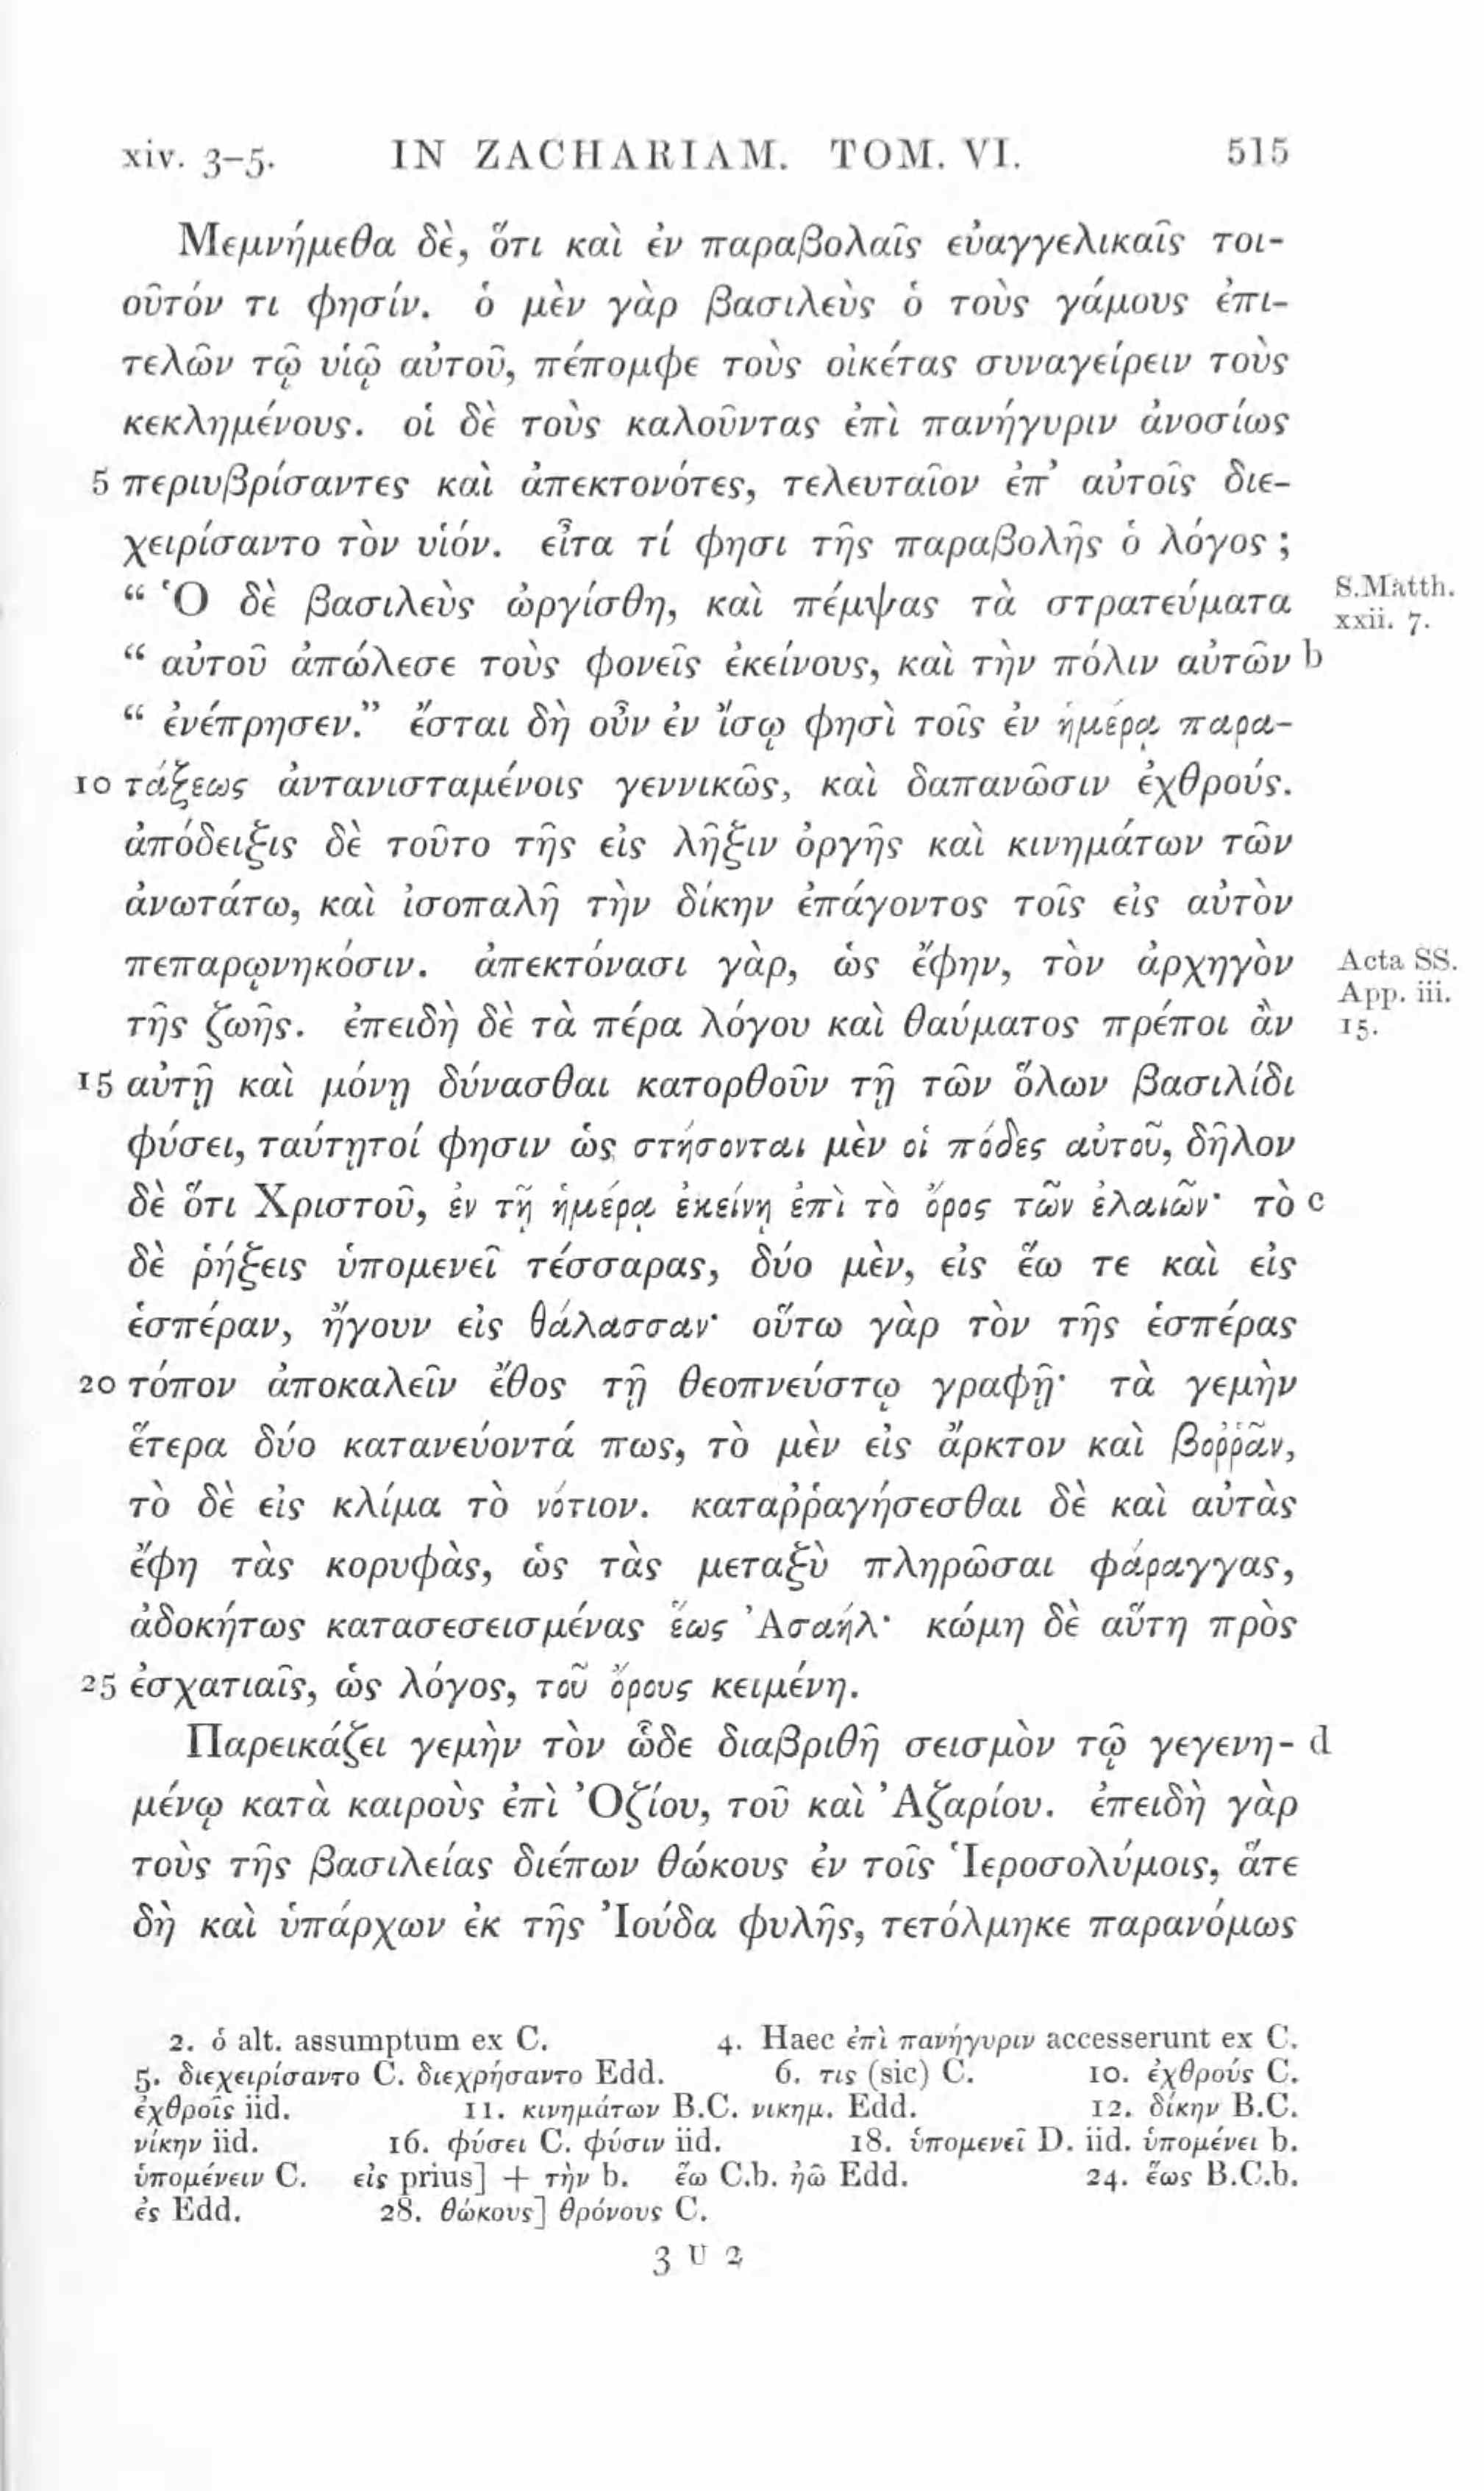 xiv. 3–5. IN ZACHARIAM. TOM. VI. 515
Μεμνήμεθα δὲ, ὅτι καὶ ἐν παραβολαῖς εὐαγγελικαῖς τοι-
οῦτόν τι φησίν. ὁ μὲν γὰρ βασιλεὺς ὁ τοὺς γάμους ἐπι-
τελῶν τῷ υἱῷ αὐτοῦ, πέπομφε τοὺς οἰκέτας συναγείρειν τοὺς
κεκλημένους. οἱ δὲ τοὺς καλοῦντας ἐπὶ πανήγυριν ἀνοσίως
5 περιυβρίσαντες καὶ ἀπεκτονότες, τελευταῖον ἐπ’ αὐτοῖς διε-
χειρίσαντο τὸν υἱόν. εἶτα τί φησι τῆς παραβολῆς ὁ λόγος ;
“ Ὁ δὲ βασιλεὺς ὠργίσθη, καὶ πέμψας τὰ στρατεύματα S.Matth. xxii. 7.
“ αὐτοῦ ἀπώλεσε τοὺς φονεῖς ἐκείνους, καὶ τὴν πόλιν αὐτῶν b
“ ἐνέπρησεν.” ἔσται δὴ οὖν ἐν ἴσῳ φησὶ τοῖς ἐν ἡμέρᾳ παρα-
10 τάξεως ἀντανισταμένοις γεννικῶς, καὶ δαπανῶσιν ἐχθρούς.
ἀπόδειξις δὲ τοῦτο τῆς εἰς λῆξιν ὀργῆς καὶ κινημάτων τῶν
ἀνωτάτω, καὶ ἰσοπαλῆ τὴν δίκην ἐπάγοντος τοῖς εἰς αὐτὸν
πεπαρῳνηκόσιν. ἀπεκτόνασι γὰρ, ὡς ἔφην, τὸν ἀρχηγὸν Acta SS. App. iii. 15.
τῆς ζωῆς. ἐπειδὴ δὲ τὰ πέρα λόγου καὶ θαύματος πρέποι ἂν
15 αὐτῇ καὶ μόνῃ δύνασθαι κατορθοῦν τῇ τῶν ὅλων βασιλίδι
φύσει, ταύτῃτοί φησιν ὡς στήσονται μὲν οἱ πόδες αὐτοῦ, δῆλον
δὲ ὅτι Χριστοῦ, ἐν τῇ ἡμέρᾳ ἐκείνῃ ἐπὶ τὸ ὄρος τῶν ἐλαιῶν· τὸ c
δὲ ῥήξεις ὑπομενεῖ τέσσαρας, δύο μὲν, εἰς ἕω τε καὶ εἰς
ἑσπέραν, ἤγουν εἰς θάλασσαν· οὕτω γὰρ τὸν τῆς ἑσπέρας
20 τόπον ἀποκαλεῖν ἔθος τῇ θεοπνεύστῳ γραφῇ· τὰ γεμὴν
ἕτερα δύο κατανεύοντά πως, τὸ μὲν εἰς ἄρκτον καὶ βοῤῥᾶν,
τὸ δὲ εἰς κλίμα τὸ νότιον. καταῤῥαγήσεσθαι δὲ καὶ αὐτὰς
ἔφη τὰς κορυφὰς, ὡς τὰς μεταξὺ πληρῶσαι φάραγγας,
ἀδοκήτως κατασεσεισμένας ἕως Ἀσαήλ· κώμη δὲ αὕτη πρὸς
25 ἐσχατιαῖς, ὡς λόγος, τοῦ ὄρους κειμένη.
Παρεικάζει γεμὴν τὸν ὧδε διαβριθῆ σεισμὸν τῷ γεγενη- d
μένῳ κατὰ καιροὺς ἐπὶ Ὀζίου, τοῦ καὶ Ἀζαρίου. ἐπειδὴ γὰρ
τοὺς τῆς βασιλείας διέπων θώκους ἐν τοῖς Ἱεροσολύμοις, ἅτε
δὴ καὶ ὑπάρχων ἐκ τῆς Ἰούδα φυλῆς, τετόλμηκε παρανόμως
2. ὁ alt. assumptum ex C. 4. Haec ἐπὶ πανήγυριν accesserunt ex C.
5. διεχειρίσαντο C. διεχρήσαντο Edd. 6. τις (sic) C. 10. ἐχθρούς C.
ἐχθροῖς iid. 11. κινημάτων B.C. νικημ. Edd. 12. δίκην B.C.
νίκην iid. 16. φύσει C. φύσιν iid. 18. ὑπομενεῖ D. iid. ὑπομένει b.
ὑπομένειν C. εἰς prius] + τὴν b. ἕω C.b. ἠῶ Edd. 24. ἕως B.C.b.
ἐς Edd. 28. θώκους] θρόνους C.
3 U 2